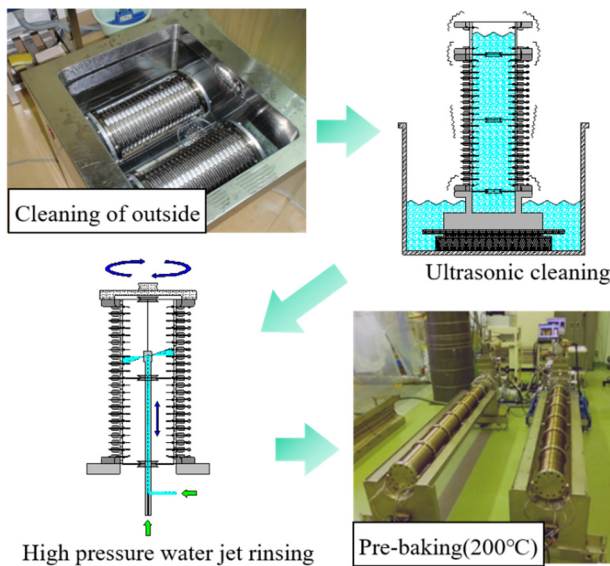 Cleaning of outside
Ultrasonic cleaning
High pressure water jet rinsing
Pre-baking(200℃)